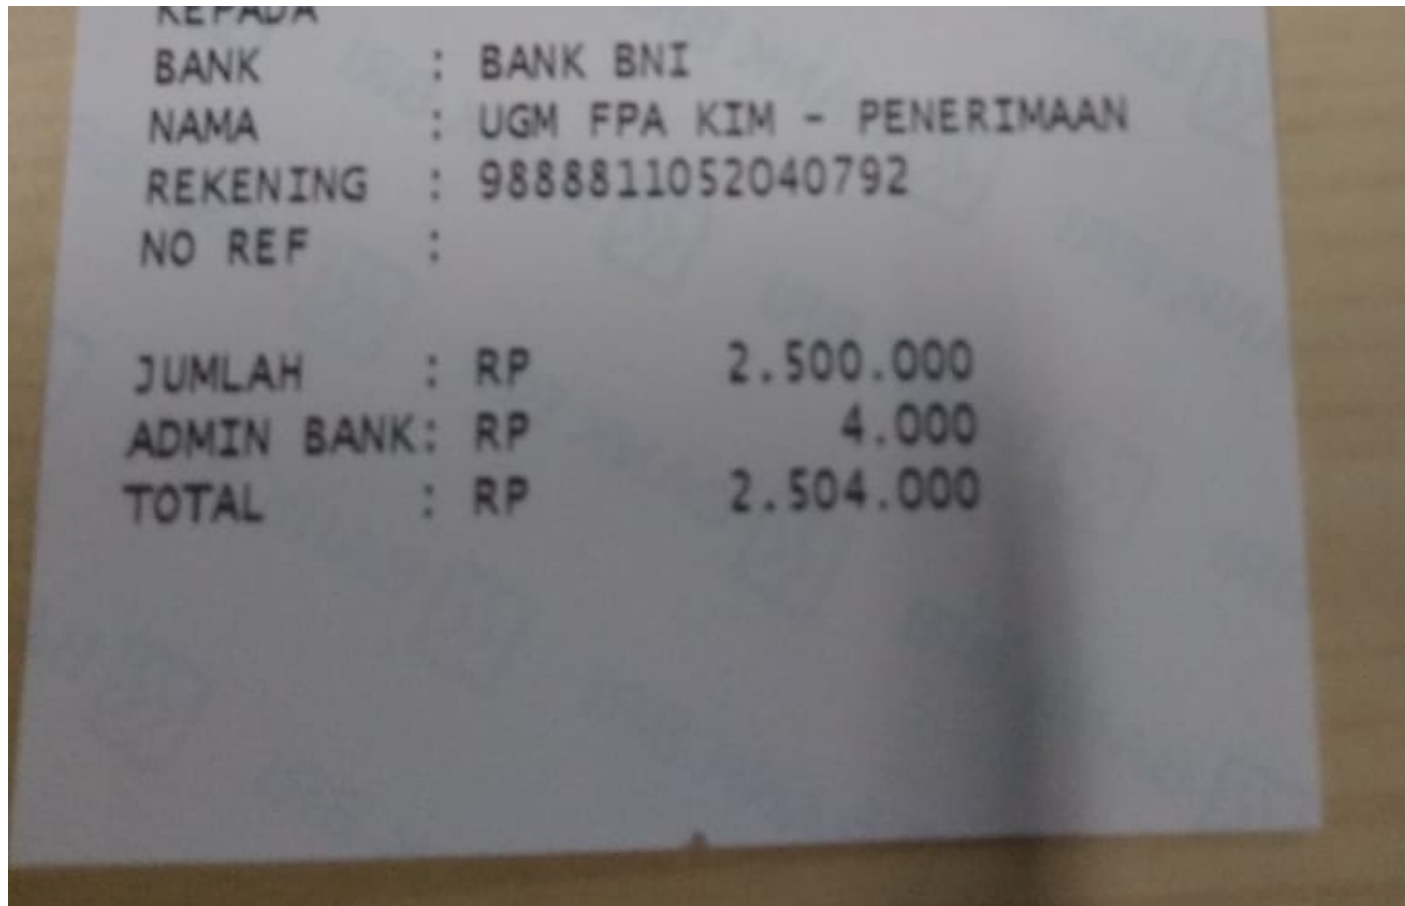 KEPADA
BANK : BANK BNI
NAMA : UGM FPA KIM - PENERIMAAN
REKENING : 9888811052040792
NO REF :
JUMLAH : RP 2.500.000
ADMIN BANK: RP 4.000
TOTAL : RP 2.504.000